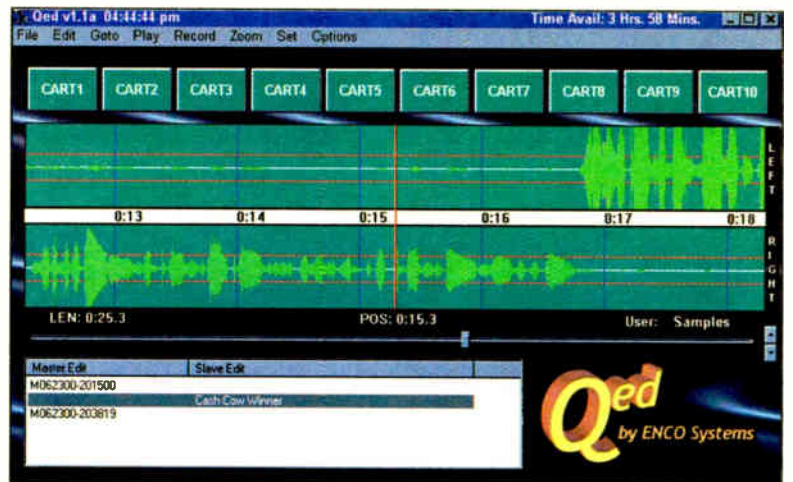 Qed v1.1a 04:44:44 pm Time Avail: 3 Hrs. 58 Mins.
File Edit Goto Play Record Zoom Set Options
CART1 CART2 CART3 CART4 CART5 CART6 CART7 CART8 CART9 CART10
LEFT
0:13 0:14 0:15 0:16 0:17 0:18
RIGHT
LEN: 0:25.3 POS: 0:15.3 User: Samples
Master Edit Slave Edit
M062300-201500
Cash Cow Winner
M062300-203819
Qed
by ENCO Systems